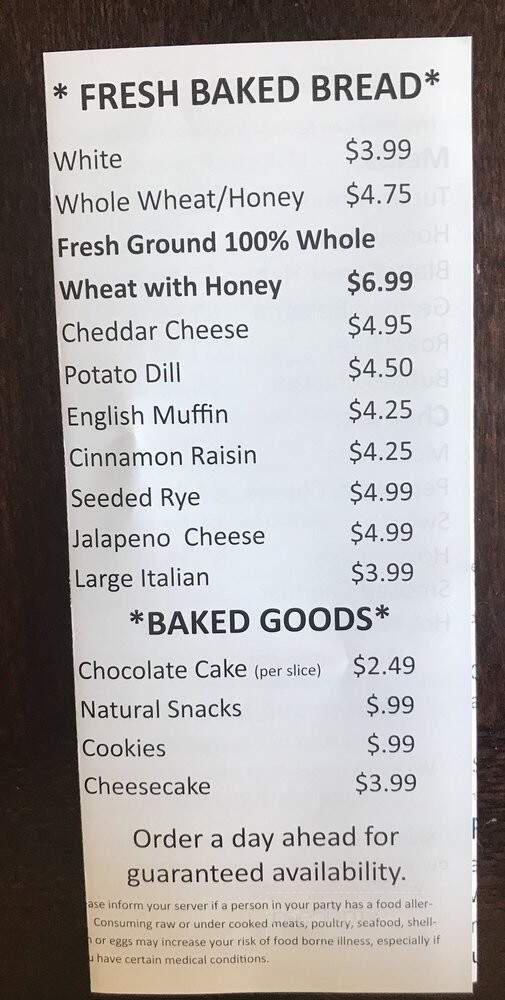 * FRESH BAKED BREAD*
White $3.99
Whole Wheat/Honey $4.75
Fresh Ground 100% Whole
Wheat with Honey $6.99
Cheddar Cheese $4.95
Potato Dill $4.50
English Muffin $4.25
Cinnamon Raisin $4.25
Seeded Rye $4.99
Jalapeno Cheese $4.99
Large Italian $3.99
*BAKED GOODS*
Chocolate Cake (per slice) $2.49
Natural Snacks $.99
Cookies $.99
Cheesecake $3.99
Order a day ahead for
guaranteed availability.
ase inform your server if a person in your party has a food aller-
Consuming raw or under cooked meats, poultry, seafood, shell-
or eggs may increase your risk of food borne illness, especially if
u have certain medical conditions.